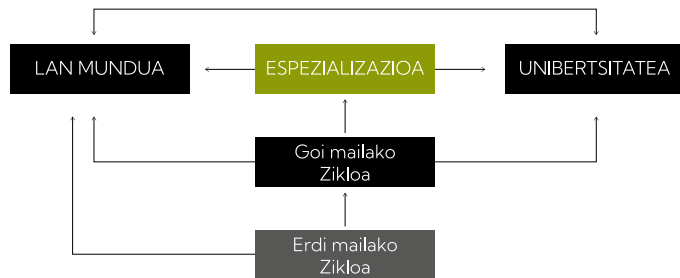 LAN MUNDUA
ESPEZIALIZAZIOA
UNIBERTSITATEA
Goi mailako
Zikloa
Erdi mailako
Zikloa